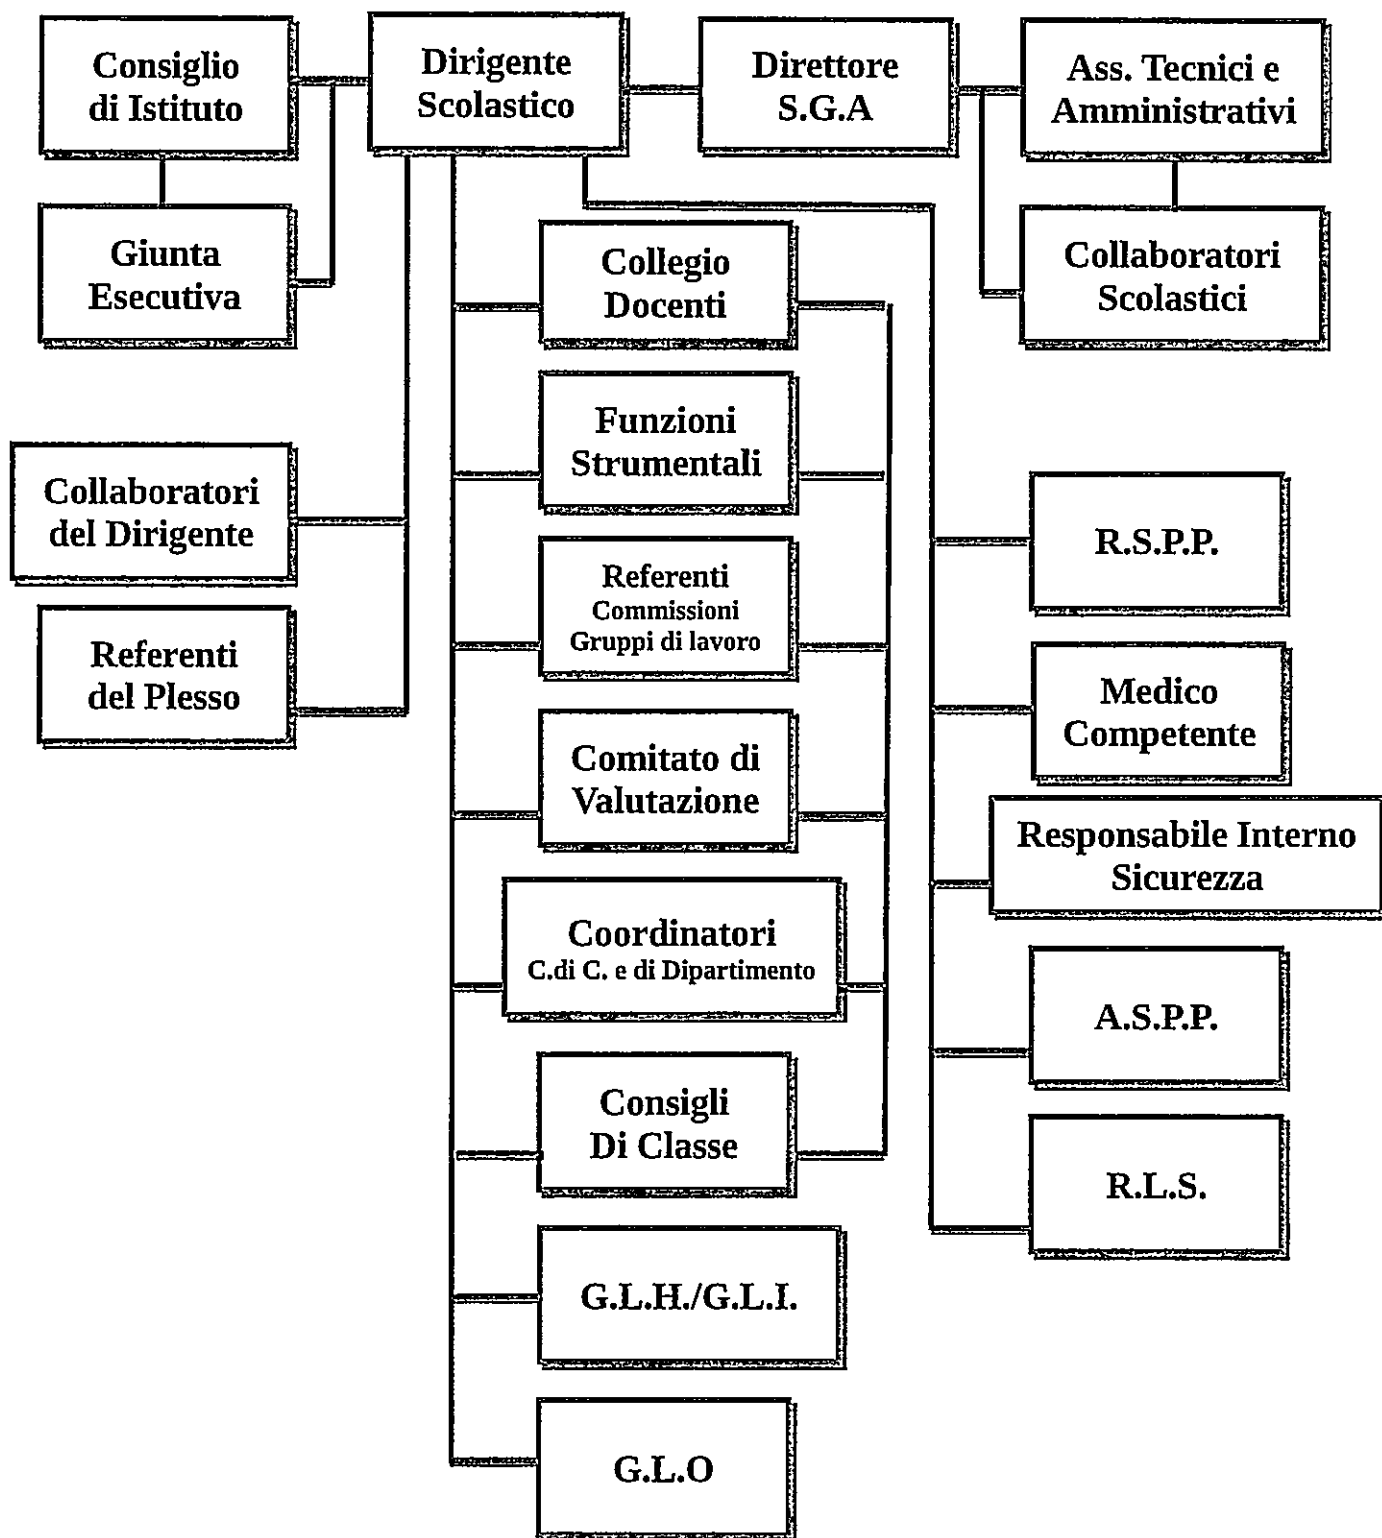 Consiglio
di Istituto
Dirigente
Scolastico
Direttore
S.G.A
Ass. Tecnici e
Amministrativi
Giunta
Esecutiva
Collegio
Docenti
Collaboratori
Scolastici
Funzioni
Strumentali
Collaboratori
del Dirigente
R.S.P.P.
Referenti
Commissioni
Gruppi di lavoro
Referenti
del Plesso
Medico
Competente
Comitato di
Valutazione
Responsabile Interno
Sicurezza
Coordinatori
C.di C. e di Dipartimento
A.S.P.P.
Consigli
Di Classe
R.L.S.
G.L.H./G.L.I.
G.L.O